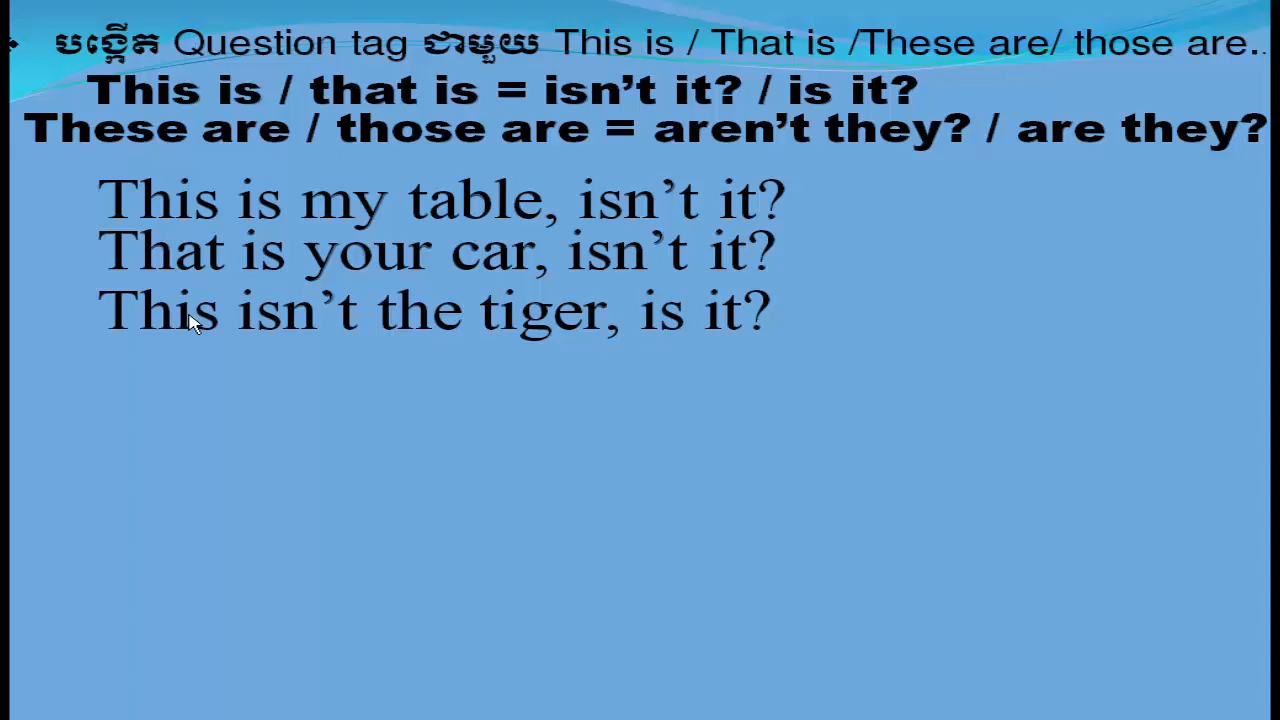 បង្កើត Question tag ជាមួយ This is / That is /These are/ those are..
This is / that is = isn’t it? / is it?
These are / those are = aren’t they? / are they?
This is my table, isn’t it?
That is your car, isn’t it?
This isn’t the tiger, is it?